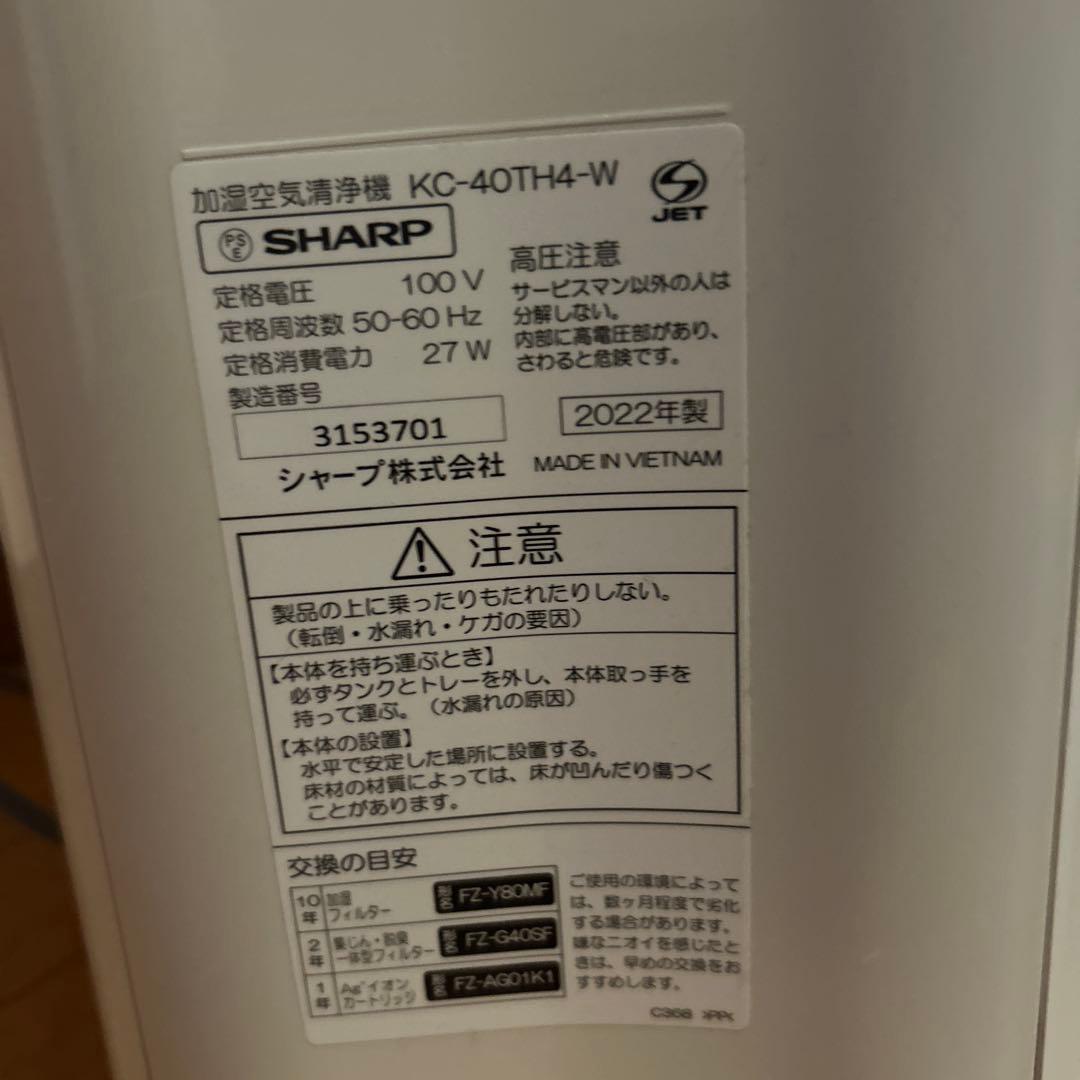 加湿空気清浄機 KC-40TH4-W
JET
PS E SHARP
定格電圧 100 V
定格周波数 50-60 Hz
定格消費電力 27 W
製造番号
3153701
シャープ株式会社
高圧注意
サービスマン以外の人は
分解しない。
内部に高電圧部があり、
さわると危険です。
2022年製
MADE IN VIETNAM
注意
製品の上に乗ったりもたれたりしない。
（転倒・水漏れ・ケガの要因）
【本体を持ち運ぶとき】
必ずタンクとトレーを外し、本体取っ手を
持って運ぶ。（水漏れの原因）
【本体の設置】
水平で安定した場所に設置する。
床材の材質によっては、床が凹んだり傷つく
ことがあります。
交換の目安
10年 加湿フィルター 形名 FZ-Y80MF
2年 集じん・脱臭一体型フィルター 形名 FZ-G40SF
1年 Ag⁺イオンカートリッジ 形名 FZ-AG01K1
ご使用の環境によって
は、数ヶ月程度で劣化
する場合があります。
嫌なニオイを感じたと
きは、早めの交換をお
すすめします。
C368 >PP<